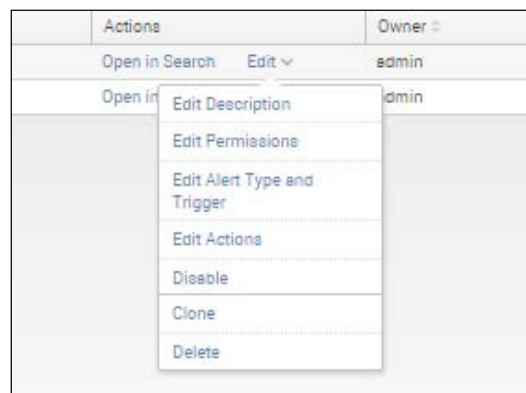 Actions Owner
Open in Search Edit admin
Open in admin
Edit Description
Edit Permissions
Edit Alert Type and
Trigger
Edit Actions
Disable
Clone
Delete